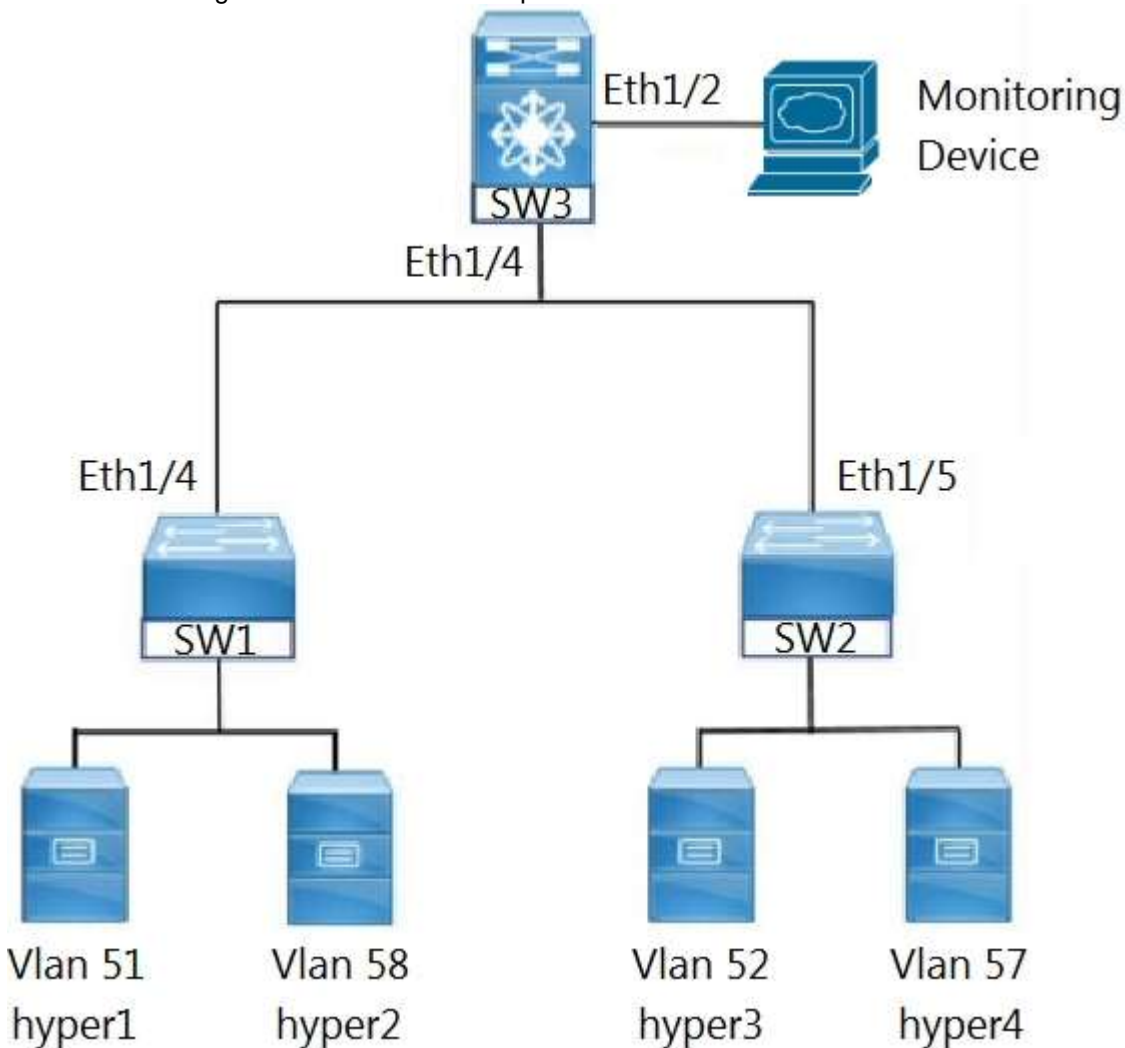 Eth1/2
Monitoring
Device
SW3
Eth1/4
Eth1/4
Eth1/5
SW1
SW2
Vlan 51
hyper1
Vlan 58
hyper2
Vlan 52
hyper3
Vlan 57
hyper4